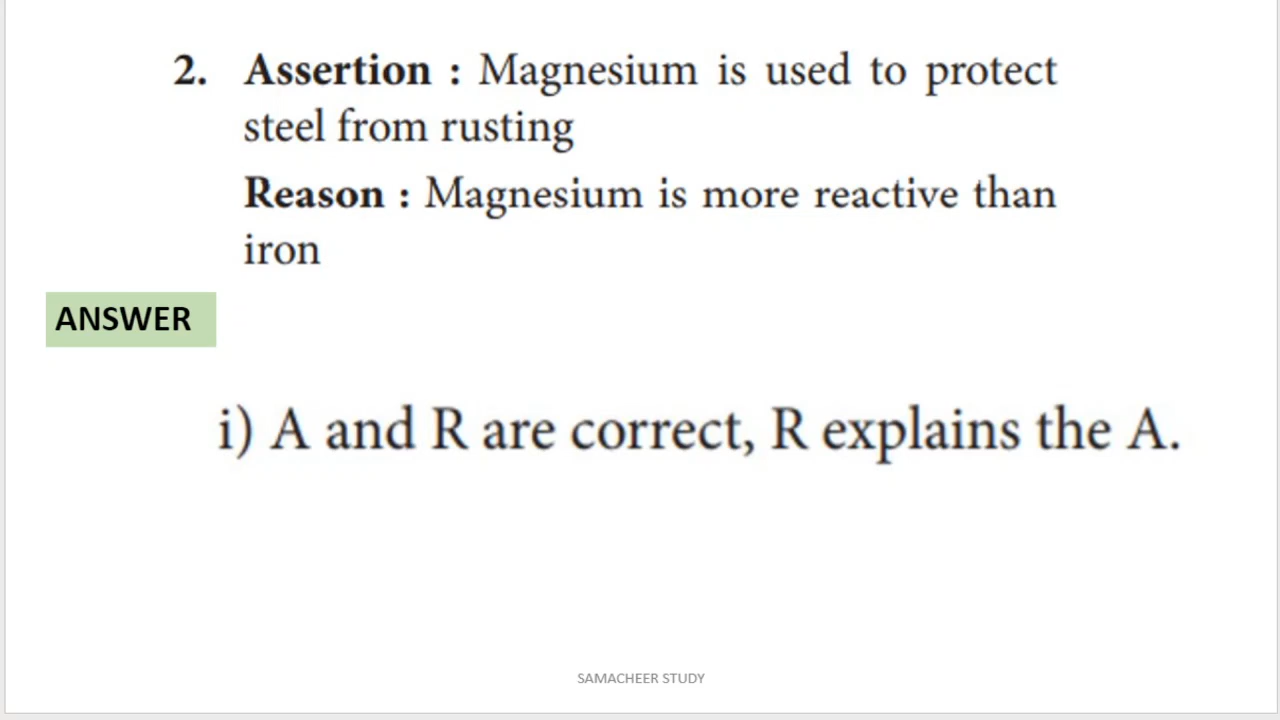 2. Assertion : Magnesium is used to protect
steel from rusting
Reason : Magnesium is more reactive than
iron
ANSWER
i) A and R are correct, R explains the A.
SAMACHEER STUDY